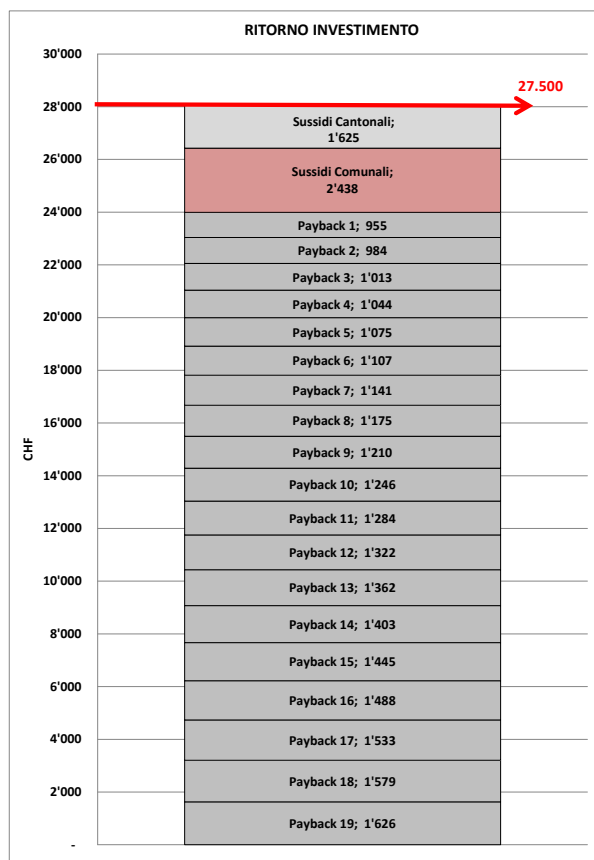 RITORNO INVESTIMENTO
30'000
27.500
28'000
Sussidi Cantonali;
1'625
26'000
Sussidi Comunali;
2'438
24'000
Payback 1; 955
Payback 2; 984
22'000
Payback 3; 1'013
Payback 4; 1'044
20'000
Payback 5; 1'075
Payback 6; 1'107
18'000
Payback 7; 1'141
Payback 8; 1'175
16'000
Payback 9; 1'210
CHF
14'000
Payback 10; 1'246
Payback 11; 1'284
12'000
Payback 12; 1'322
10'000
Payback 13; 1'362
Payback 14; 1'403
8'000
Payback 15; 1'445
6'000
Payback 16; 1'488
4'000
Payback 17; 1'533
Payback 18; 1'579
2'000
Payback 19; 1'626
-